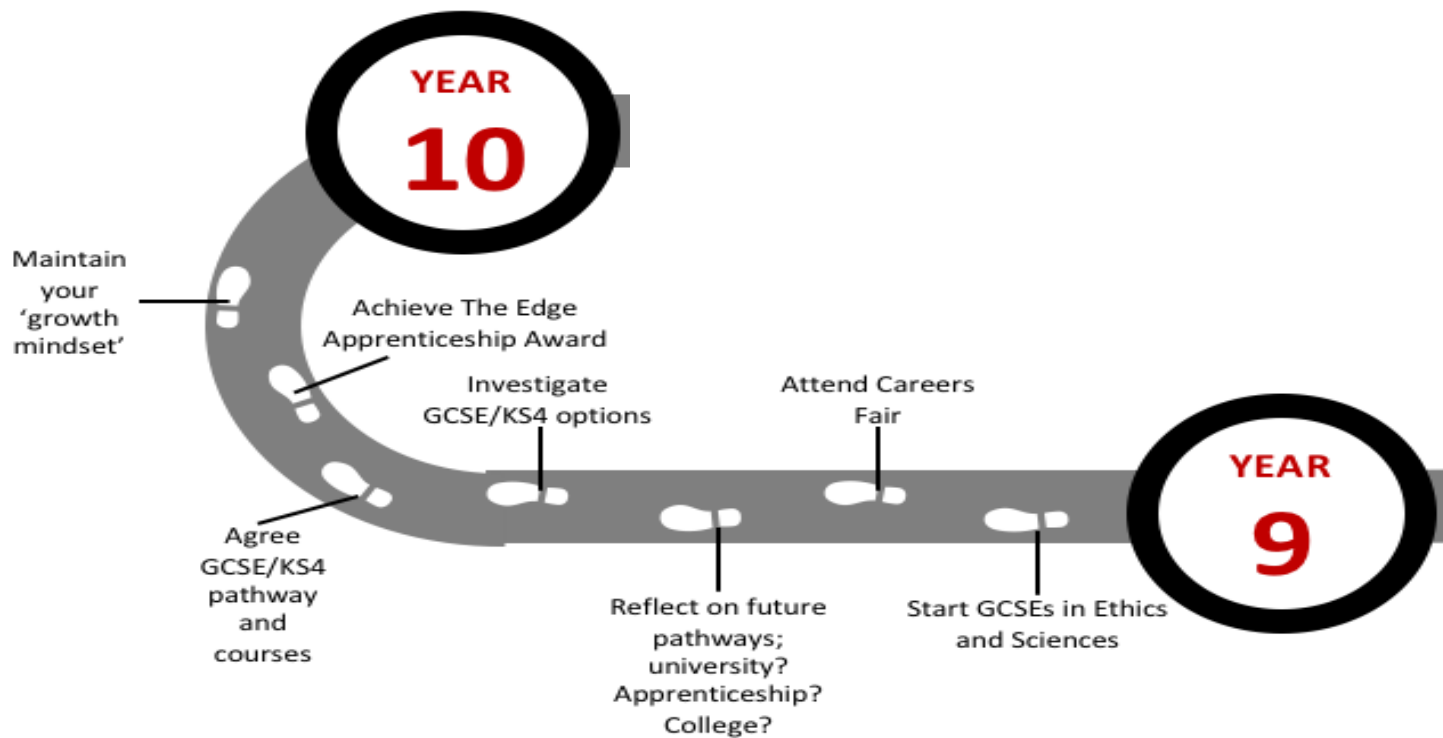 YEAR
10
Maintain
your
‘growth
mindset’
Achieve The Edge
Apprenticeship Award
Investigate
GCSE/KS4 options
Attend Careers
Fair
YEAR
9
Agree
GCSE/KS4
pathway
and
courses
Reflect on future
pathways;
university?
Apprenticeship?
College?
Start GCSEs in Ethics
and Sciences